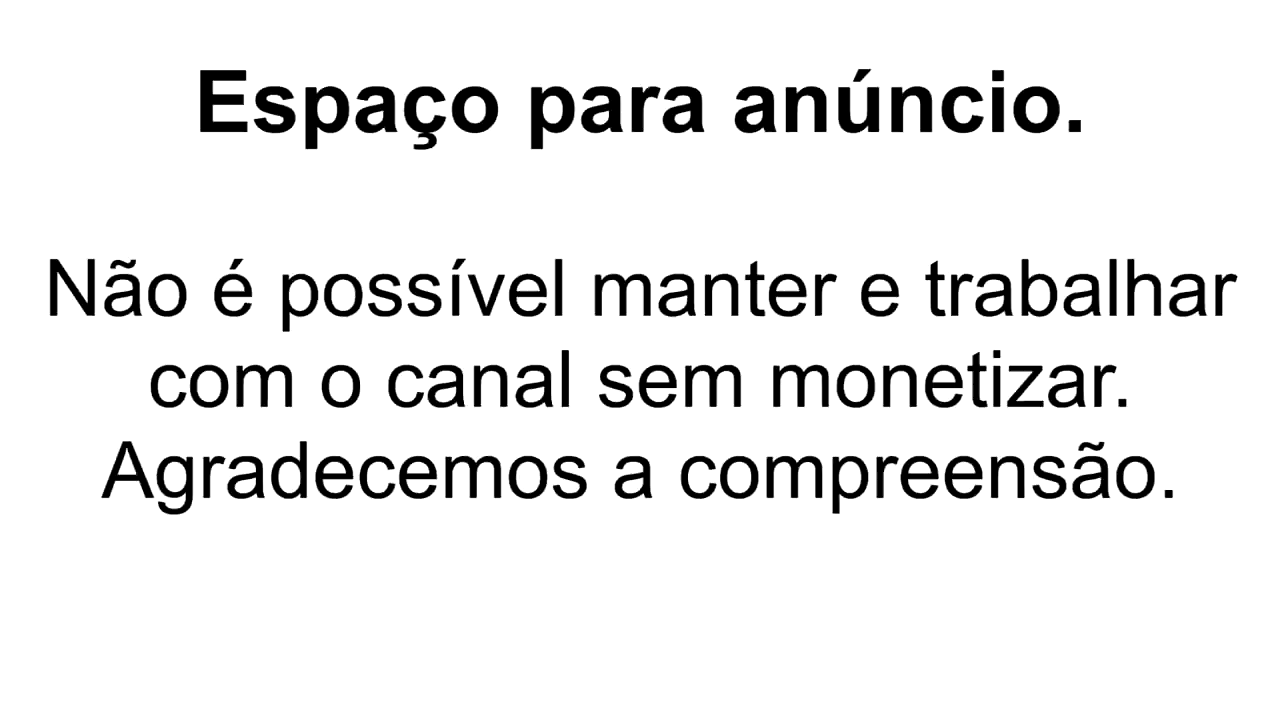 Espaço para anúncio.
Não é possível manter e trabalhar
com o canal sem monetizar.
Agradecemos a compreensão.